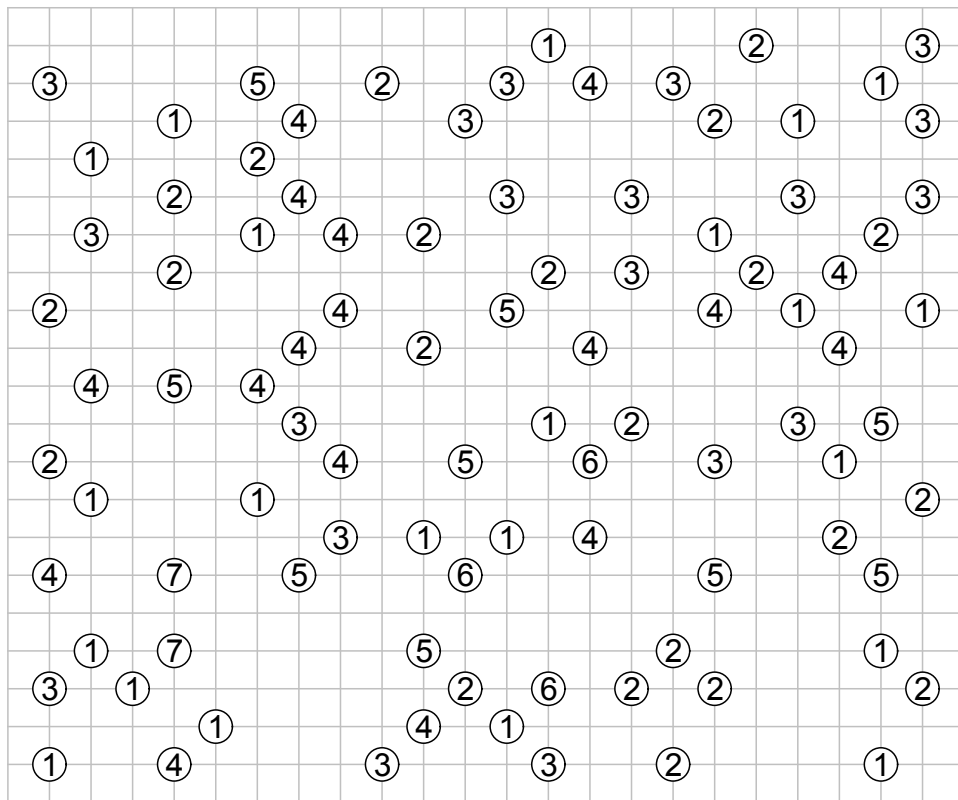 1 2 3
3 5 2 3 4 3 1
1 4 3 2 1 3
1 2
2 4 3 3 3 3
3 1 4 2 1 2
2 2 3 2 4
2 4 5 4 1 1
4 2 4 4
4 5 4
3 1 2 3 5
2 4 5 6 3 1
1 1 2
3 1 1 4 2
4 7 5 6 5 5
1 7 5 2 1
3 1 2 6 2 2 2
1 4 1
1 4 3 3 2 1